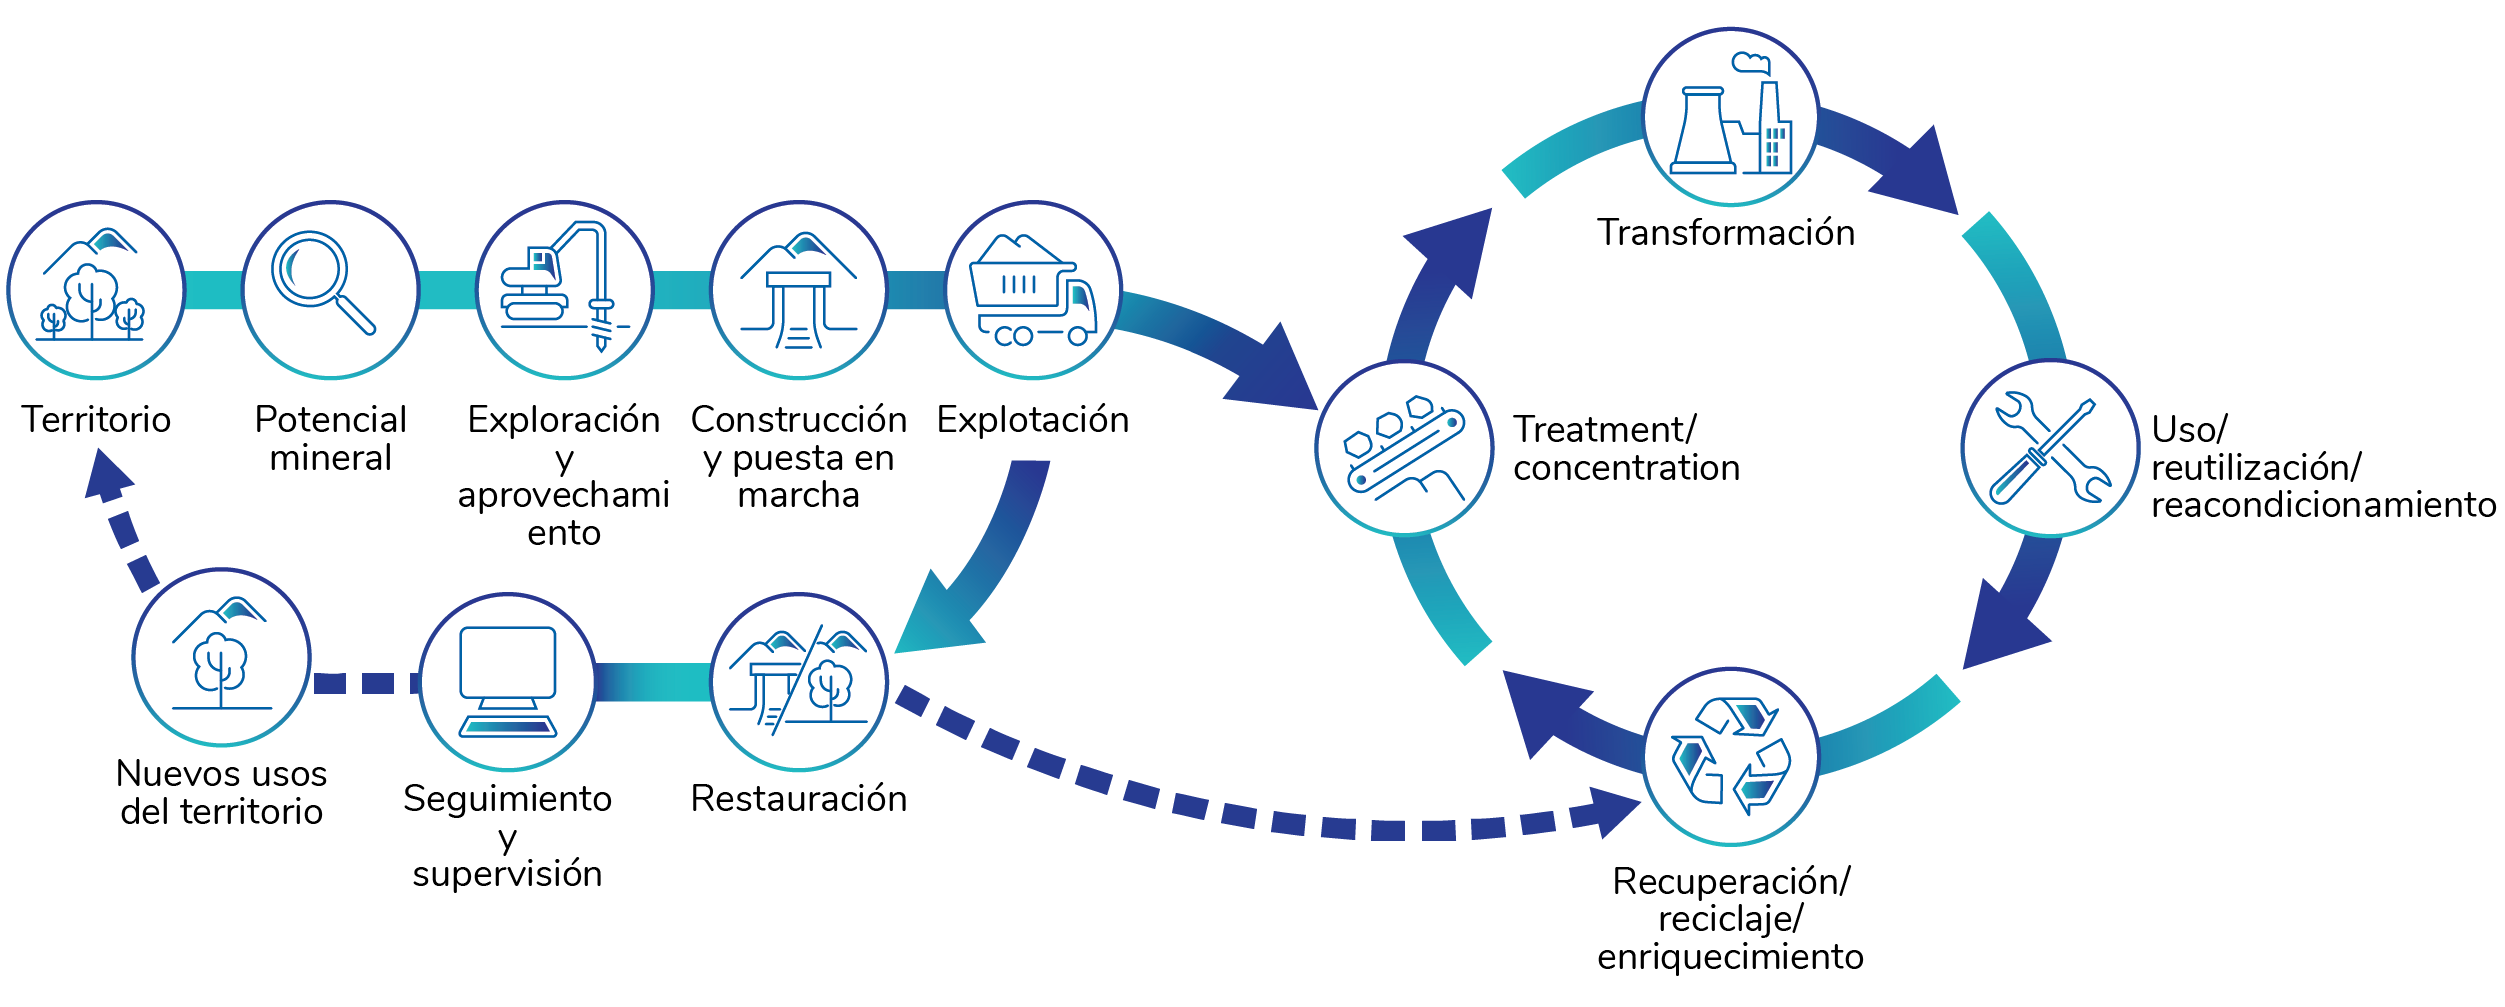 Transformación
Territorio
Potencial
mineral
Exploración
y
aprovechami
ento
Construcción
y puesta en
marcha
Explotación
Treatment/
concentration
Uso/
reutilización/
reacondicionamiento
Nuevos usos
del territorio
Seguimiento
y
supervisión
Restauración
Recuperación/
reciclaje/
enriquecimiento